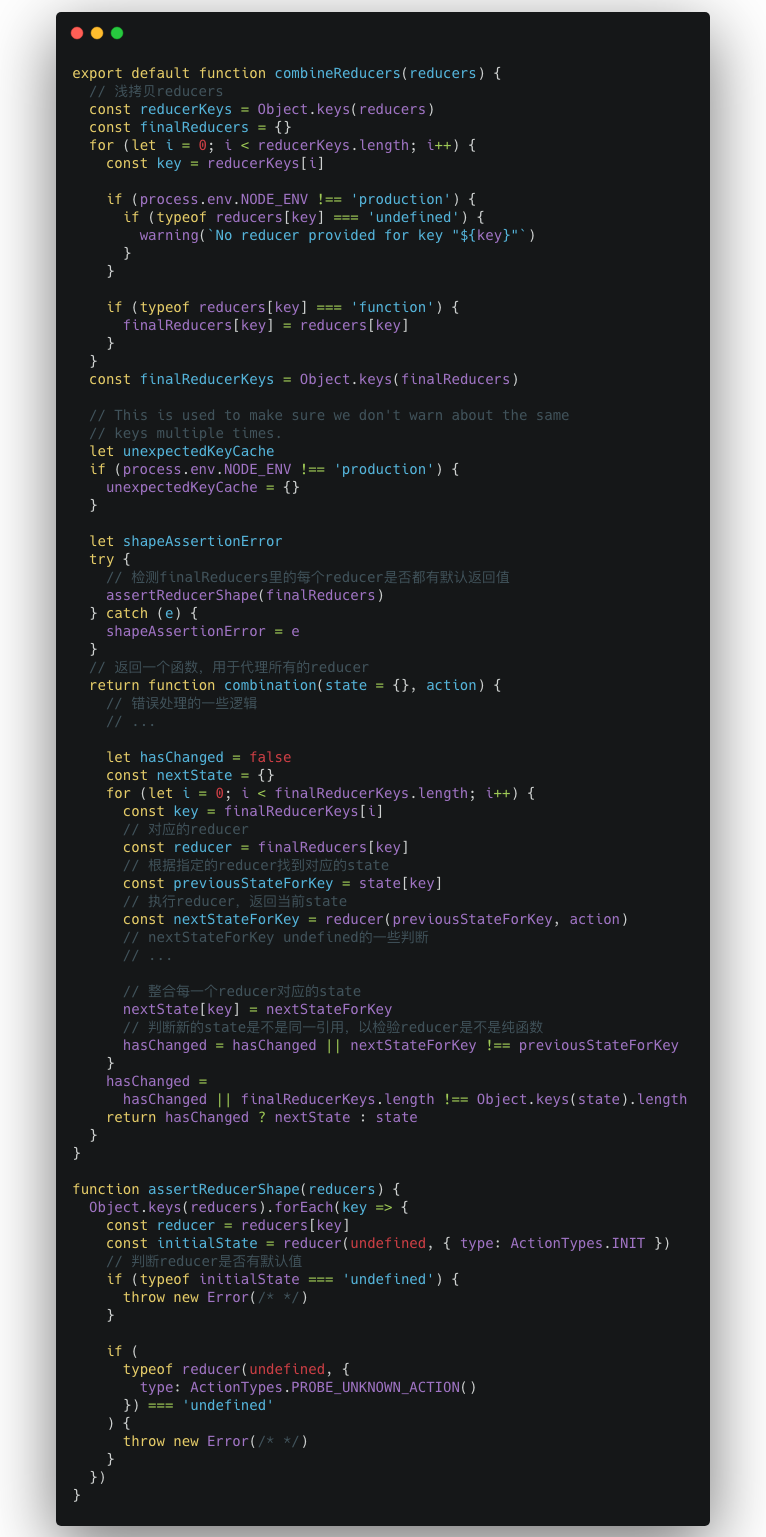 export default function combineReducers(reducers) {
  // 浅拷贝reducers
  const reducerKeys = Object.keys(reducers)
  const finalReducers = {}
  for (let i = 0; i < reducerKeys.length; i++) {
    const key = reducerKeys[i]

    if (process.env.NODE_ENV !== 'production') {
      if (typeof reducers[key] === 'undefined') {
        warning(`No reducer provided for key "${key}"`)
      }
    }

    if (typeof reducers[key] === 'function') {
      finalReducers[key] = reducers[key]
    }
  }
  const finalReducerKeys = Object.keys(finalReducers)

  // This is used to make sure we don't warn about the same
  // keys multiple times.
  let unexpectedKeyCache
  if (process.env.NODE_ENV !== 'production') {
    unexpectedKeyCache = {}
  }

  let shapeAssertionError
  try {
    // 检测finalReducers里的每个reducer是否都有默认返回值
    assertReducerShape(finalReducers)
  } catch (e) {
    shapeAssertionError = e
  }
  // 返回一个函数，用于代理所有的reducer
  return function combination(state = {}, action) {
    // 错误处理的一些逻辑
    // ...

    let hasChanged = false
    const nextState = {}
    for (let i = 0; i < finalReducerKeys.length; i++) {
      const key = finalReducerKeys[i]
      // 对应的reducer
      const reducer = finalReducers[key]
      // 根据指定的reducer找到对应的state
      const previousStateForKey = state[key]
      // 执行reducer，返回当前state
      const nextStateForKey = reducer(previousStateForKey, action)
      // nextStateForKey undefined的一些判断
      // ...

      // 整合每一个reducer对应的state
      nextState[key] = nextStateForKey
      // 判断新的state是不是同一引用，以检验reducer是不是纯函数
      hasChanged = hasChanged || nextStateForKey !== previousStateForKey
    }
    hasChanged =
      hasChanged || finalReducerKeys.length !== Object.keys(state).length
    return hasChanged ? nextState : state
  }
}

function assertReducerShape(reducers) {
  Object.keys(reducers).forEach(key => {
    const reducer = reducers[key]
    const initialState = reducer(undefined, { type: ActionTypes.INIT })
    // 判断reducer是否有默认值
    if (typeof initialState === 'undefined') {
      throw new Error(/* */)
    }

    if (
      typeof reducer(undefined, {
        type: ActionTypes.PROBE_UNKNOWN_ACTION()
      }) === 'undefined'
    ) {
      throw new Error(/* */)
    }
  })
}